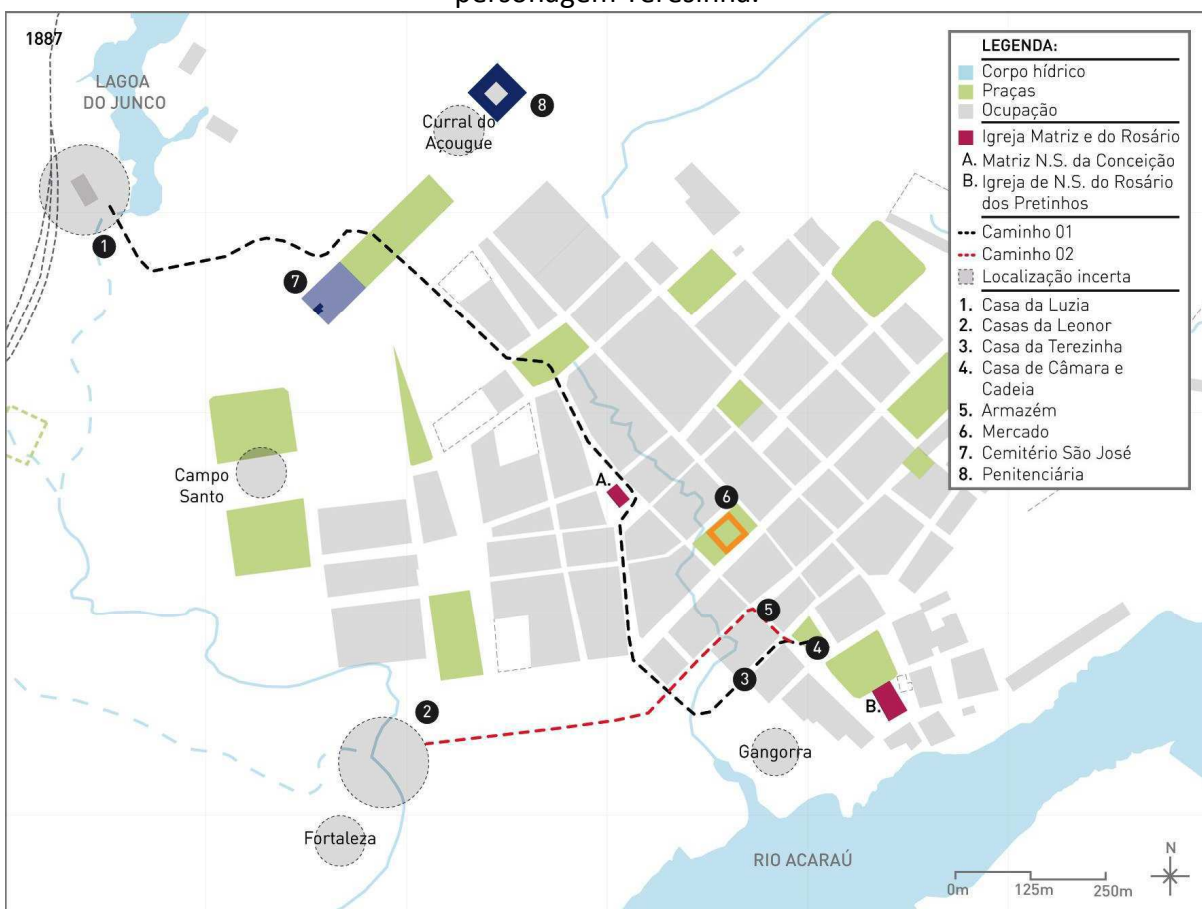 personagem Teresinha.
1887
LAGOA
DO JUNCO
Curral do
Açougue
8
1
7
Campo
Santo
A.
6
5
4
3
2
B.
Gangorra
Fortaleza
RIO ACARAÚ
N
0m
125m
250m
LEGENDA:
Corpo hídrico
Praças
Ocupação
Igreja Matriz e do Rosário
A. Matriz N.S. da Conceição
B. Igreja de N.S. do Rosário
dos Pretinhos
Caminho 01
Caminho 02
Localização incerta
1. Casa da Luzia
2. Casas da Leonor
3. Casa da Terezinha
4. Casa de Câmara e
Cadeia
5. Armazém
6. Mercado
7. Cemitério São José
8. Penitenciária